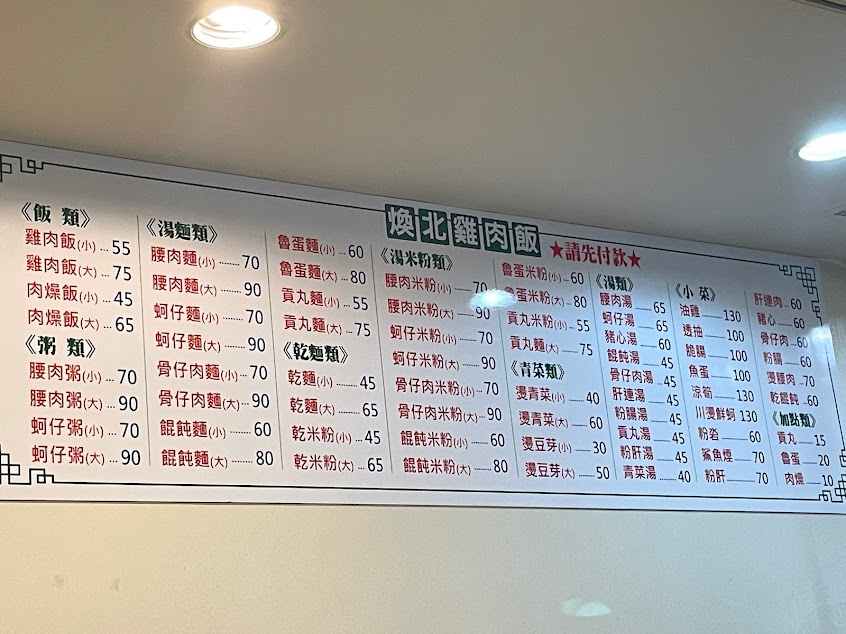 煥北雞肉飯
★請先付款★
《飯 類》
雞肉飯(小)...55
雞肉飯(大)...75
肉燥飯(小)...45
肉燥飯(大)...65
《粥 類》
腰肉粥(小)...70
腰肉粥(大)...90
蚵仔粥(小)...70
蚵仔粥(大)...90
《湯麵類》
腰肉麵(小)........70
腰肉麵(大)........90
蚵仔麵(小)........70
蚵仔麵(大)........90
骨仔肉麵(小)....70
骨仔肉麵(大)....90
餛飩麵(小)........60
餛飩麵(大)........80
魯蛋麵(小)...60
魯蛋麵(大)...80
貢丸麵(小)...55
貢丸麵(大)...75
《乾麵類》
乾麵(小).......45
乾麵(大).......65
乾米粉(小)...45
乾米粉(大)...65
《湯米粉類》
腰肉米粉(小).......70
腰肉米粉(大).......90
蚵仔米粉(小).......70
蚵仔米粉(大).......90
骨仔肉米粉(小)...70
骨仔肉米粉(大)...90
餛飩米粉(小).......60
餛飩米粉(大).......80
魯蛋米粉(小)...60
魯蛋米粉(大)...80
貢丸米粉(小)...55
貢丸麵(大).......75
《青菜類》
燙青菜(小).....40
燙青菜(大).....60
燙豆芽(小).....30
燙豆芽(大).....50
《湯類》
腰肉湯.....65
蚵仔湯.....65
豬心湯.....60
餛飩湯.....45
骨仔肉湯...45
肝連湯.....45
粉腸湯.....45
貢丸湯.....45
粉肝湯.....45
青菜湯.....40
《小 菜》
油雞.......130
透抽.......100
脆腸.......100
魚蛋.......100
涼筍.......130
川燙鮮蚵 130
粉沯.......60
鯊魚煙....70
粉肝.......70
肝連肉...60
豬心.......60
骨仔肉...60
粉腸.......60
燙腰肉...70
乾餛飩...60
《加點類》
貢丸.....15
魯蛋.....20
肉燥.....10